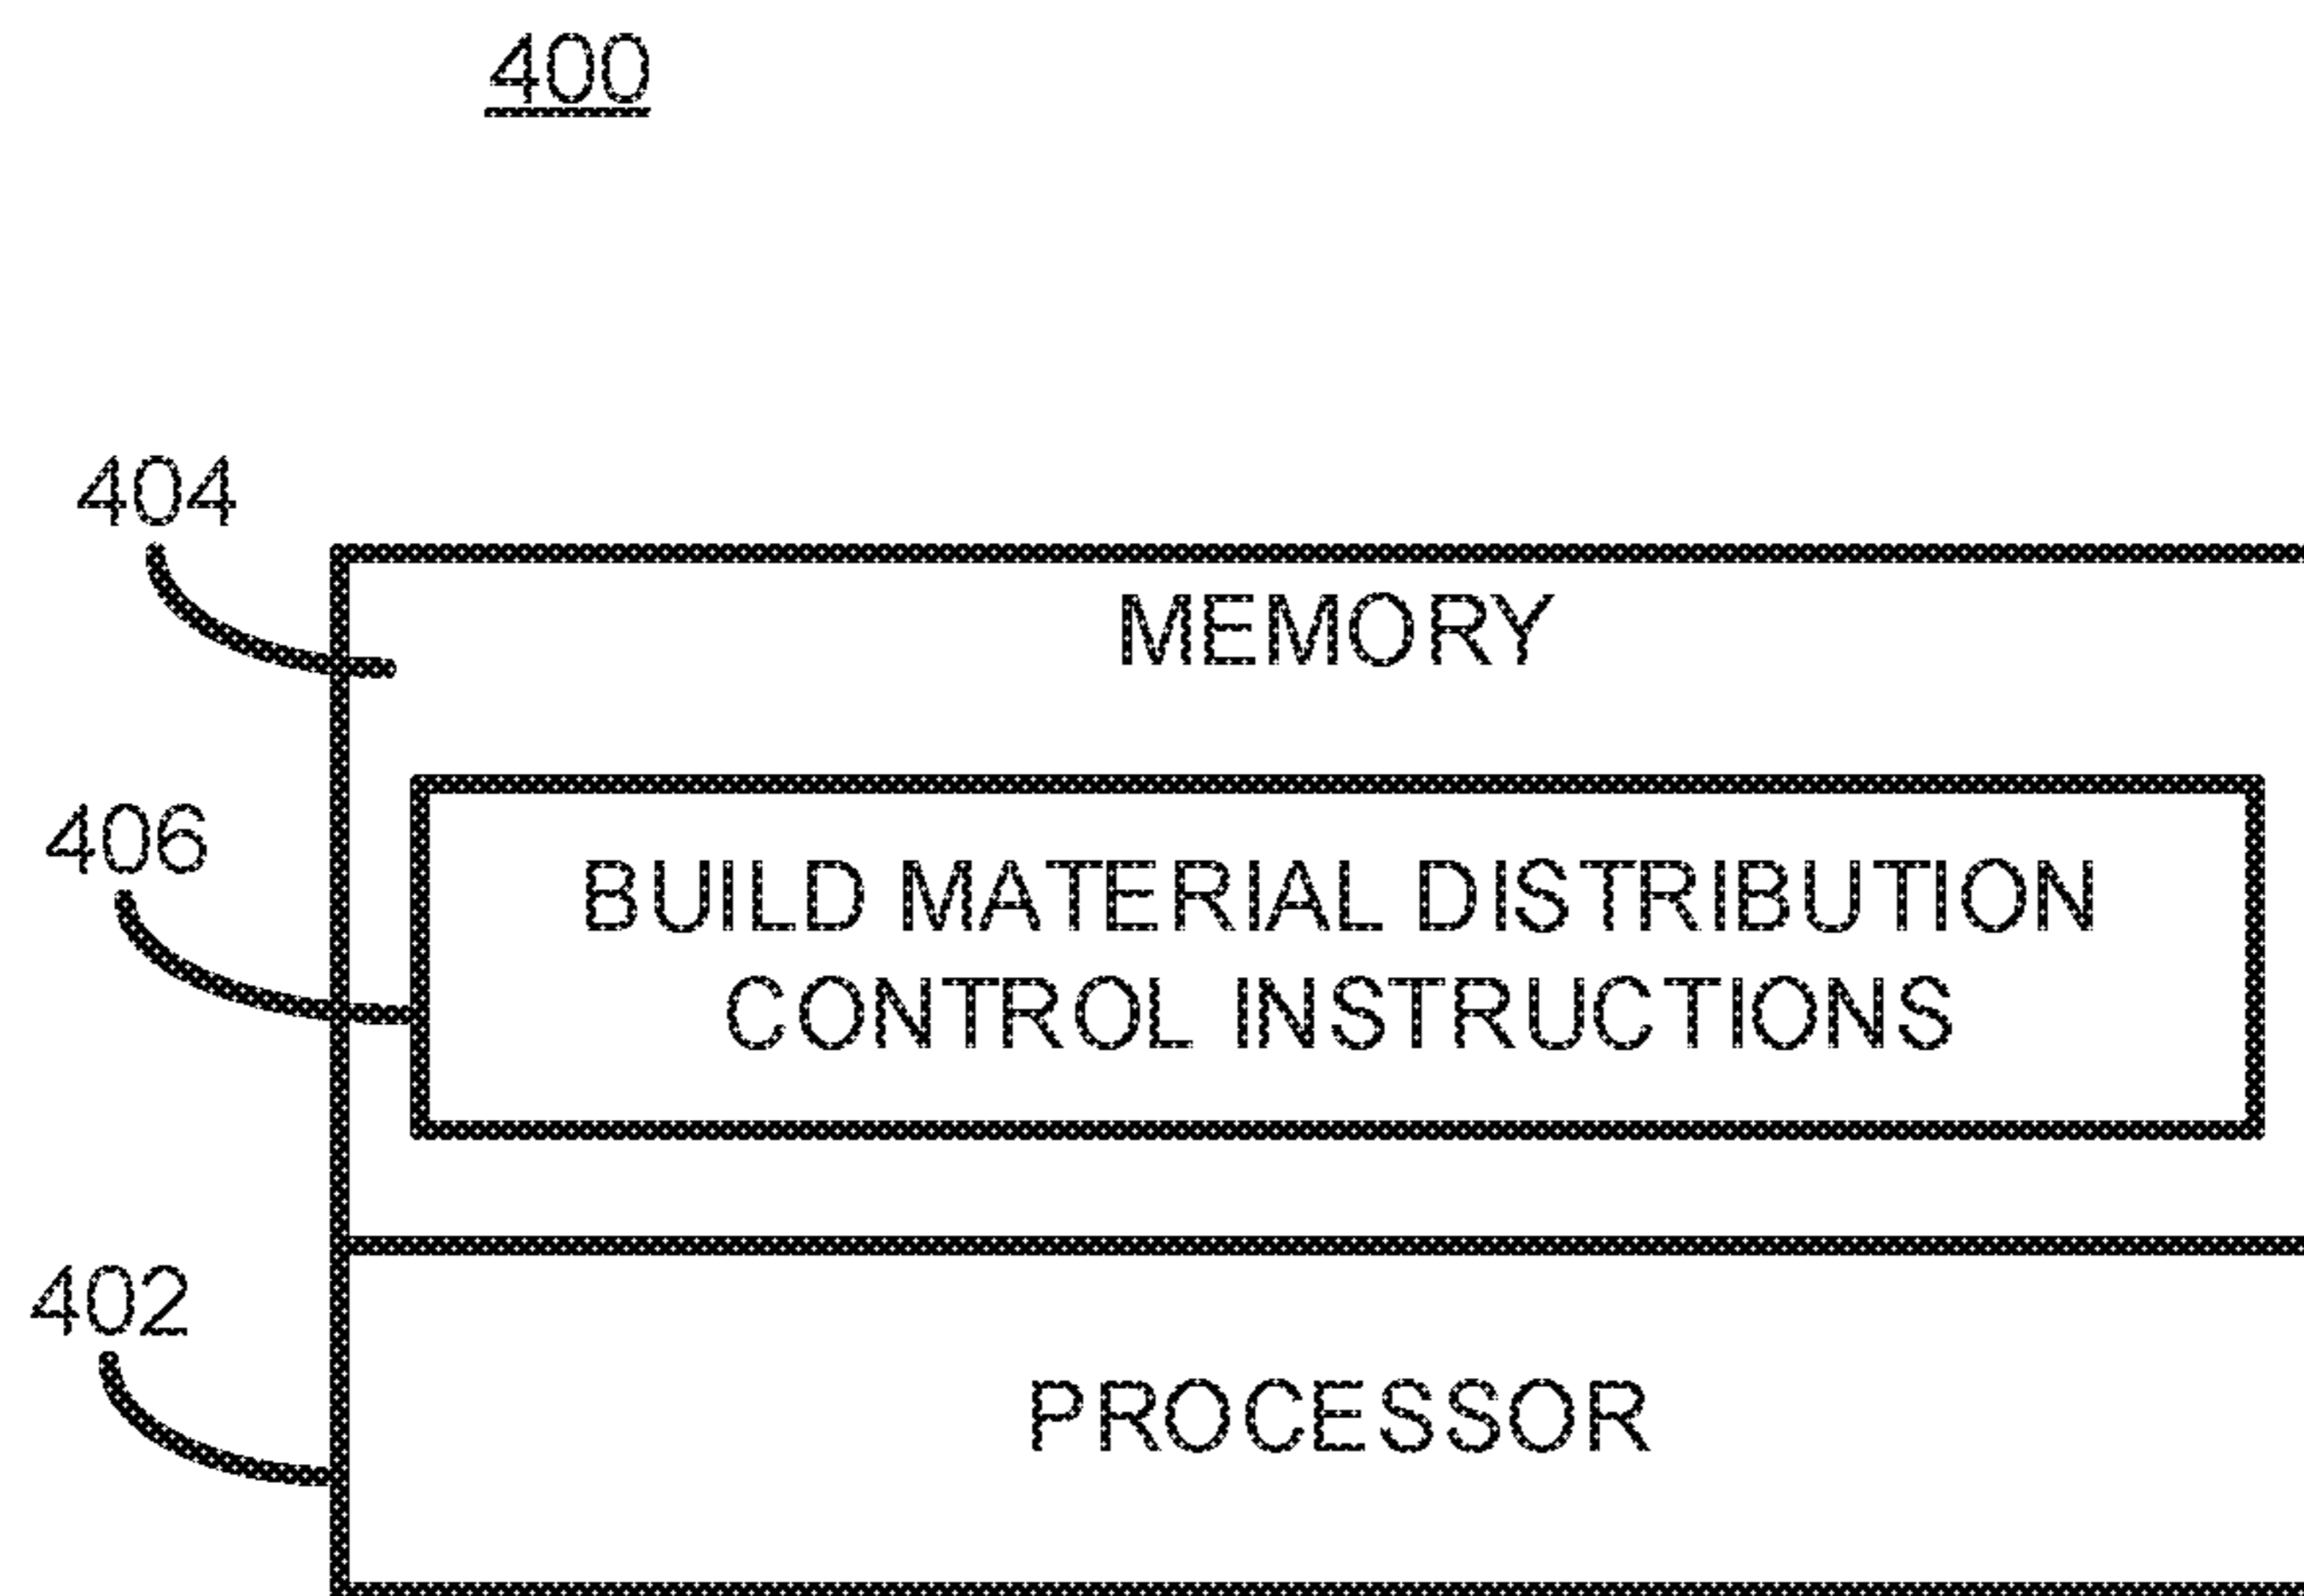 400
404
MEMORY
406
BUILD MATERIAL DISTRIBUTION
CONTROL INSTRUCTIONS
402
PROCESSOR